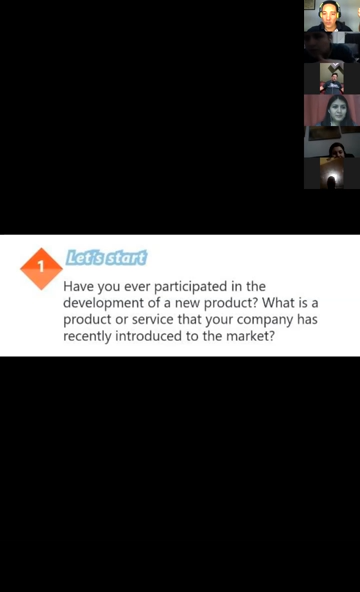 1
Let's start
Have you ever participated in the
development of a new product? What is a
product or service that your company has
recently introduced to the market?